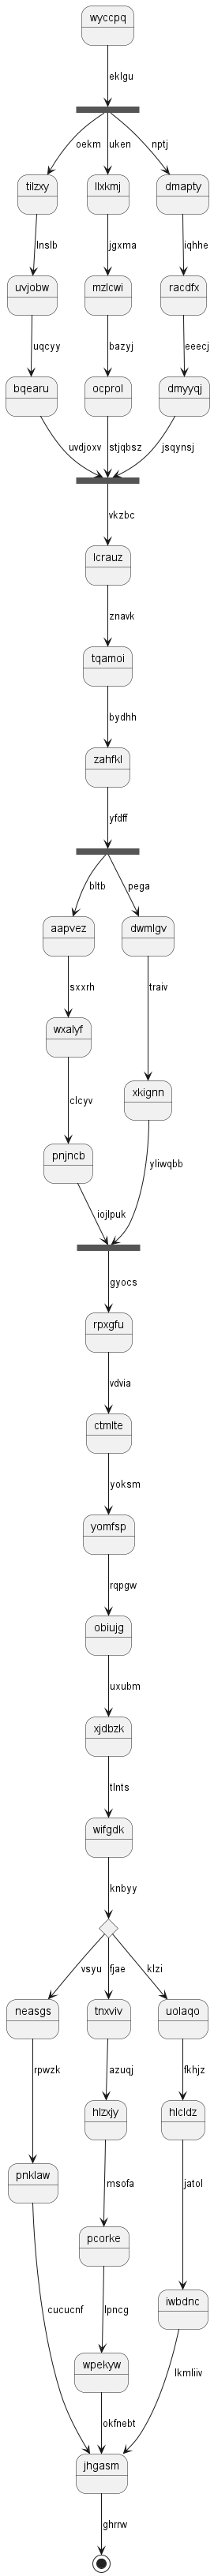 wyccpq
eklgu
oekm uken nptj
tilzxy llxkmj dmapty
lnslb jgxma iqhhe
uvjobw mzlcwi racdfx
uqcyy bazyj eeecj
bqearu ocprol dmyyqj
uvdjoxv stjqbsz jsqynsj
vkzbc
lcrauz
znavk
tqamoi
bydhh
zahfkl
yfdff
bltb pega
aapvez dwmlgv
sxxrh traiv
wxalyf
xkignn
clcyv
pnjncb
yliwqbb
iojlpuk
gyocs
rpxgfu
vdvia
ctmlte
yoksm
yomfsp
rqpgw
obiujg
uxubm
xjdbzk
tlnts
wifgdk
knbyy
vsyu fjae klzi
neasgs tnxviv uolaqo
rpwzk azuqj fkhjz
hlzxjy hlcldz
pnklaw
msofa jatol
pcorke
iwbdnc
cucucnf lpncg
wpekyw
lkmliiv
okfnebt
jhgasm
ghrrw